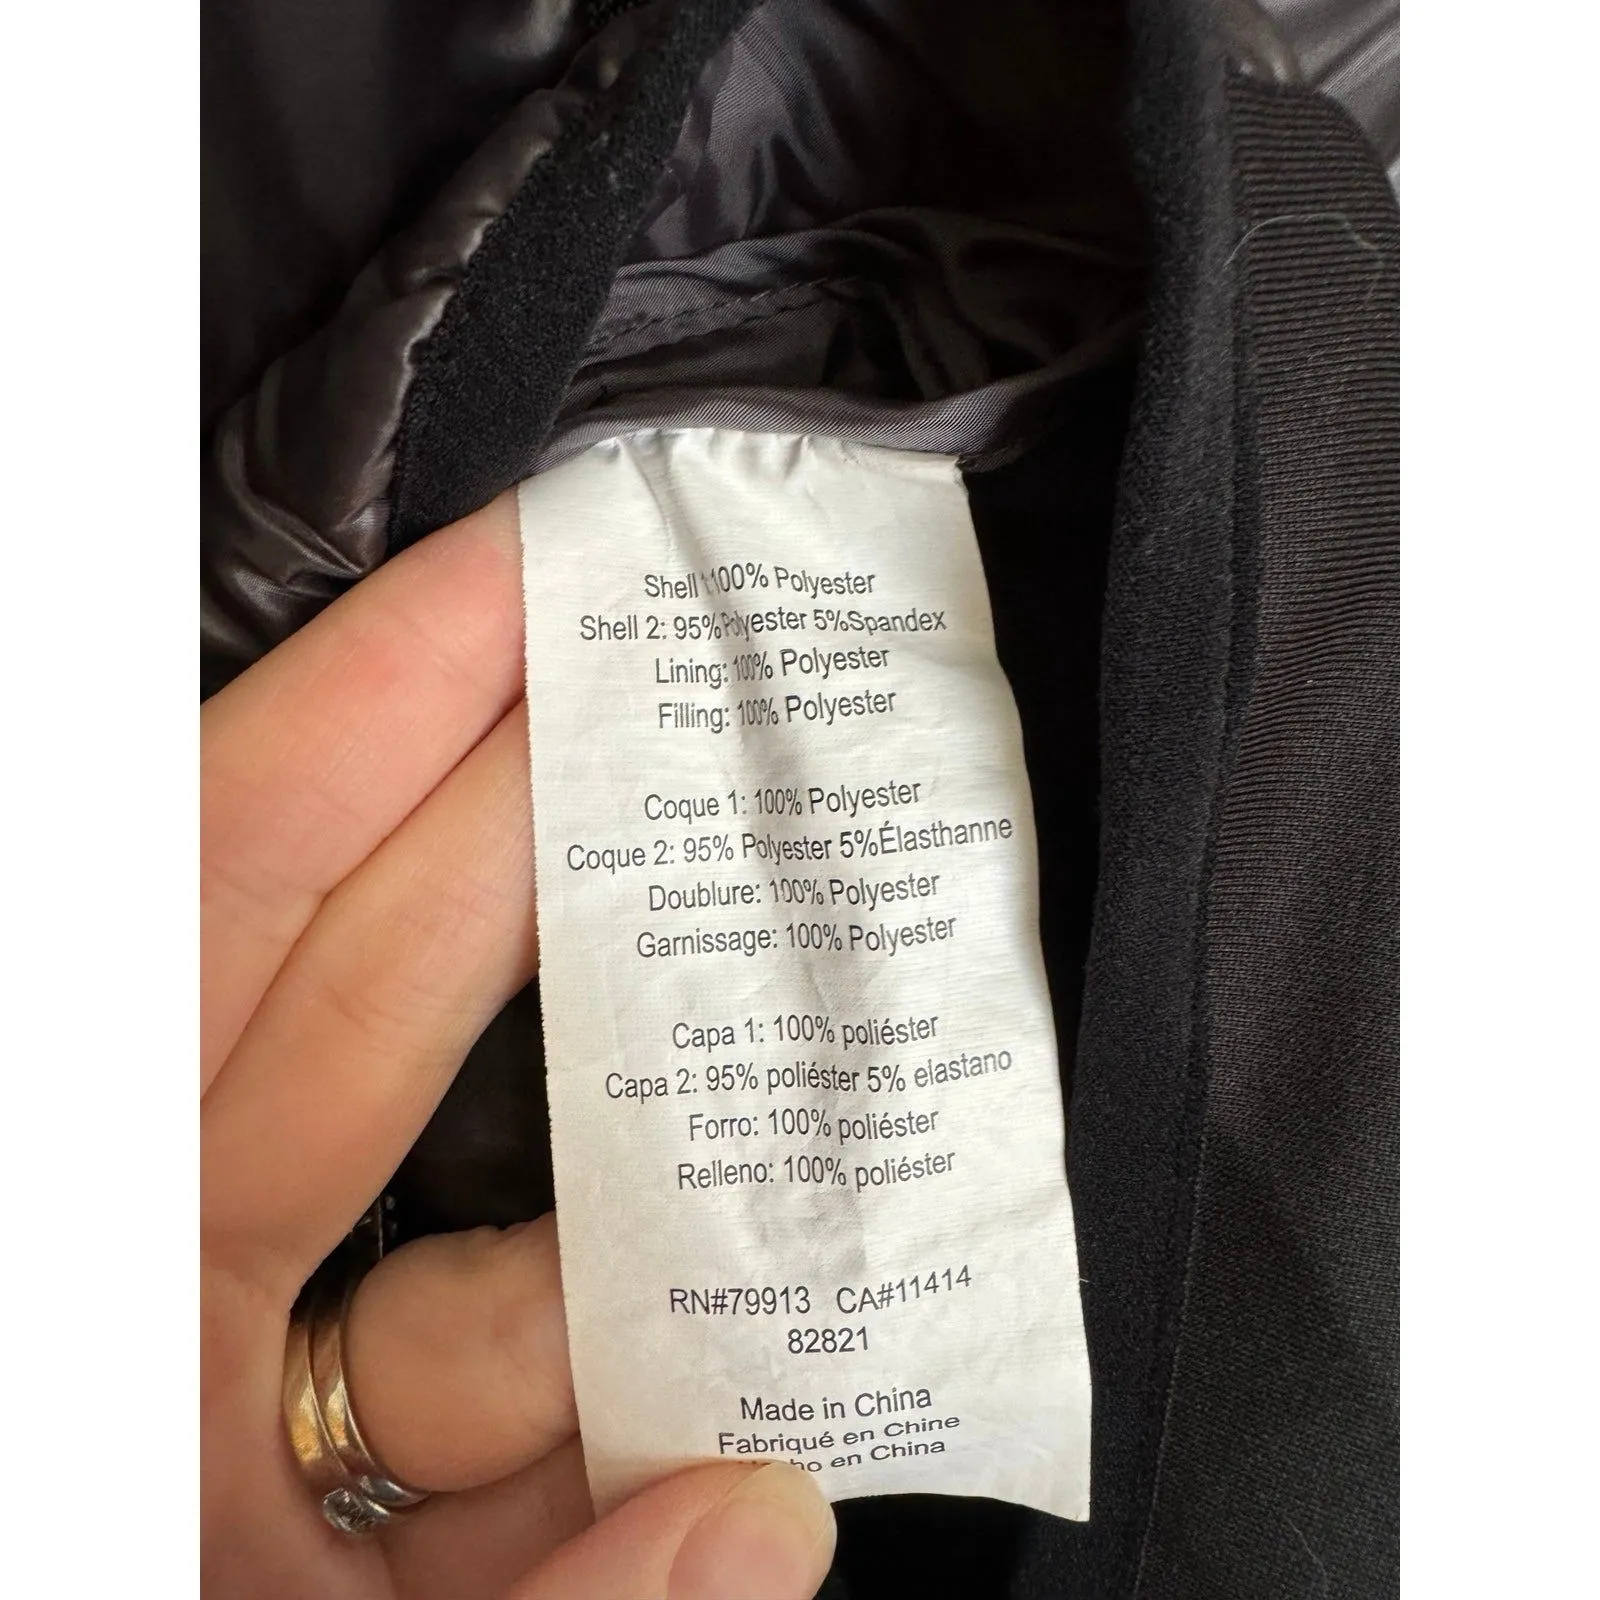 Shell 100% Polyester
Shell 2: 95% Polyester 5%Spandex
Lining: 100% Polyester
Filling: 100% Polyester
Coque 1: 100% Polyester
Coque 2: 95% Polyester 5%Élasthanne
Doublure: 100% Polyester
Garnissage: 100% Polyester
Capa 1: 100% poliéster
Capa 2: 95% poliéster 5% elastano
Forro: 100% poliéster
Relleno: 100% poliéster
RN#79913 CA#11414
82821
Made in China
Fabriqué en Chine
en China